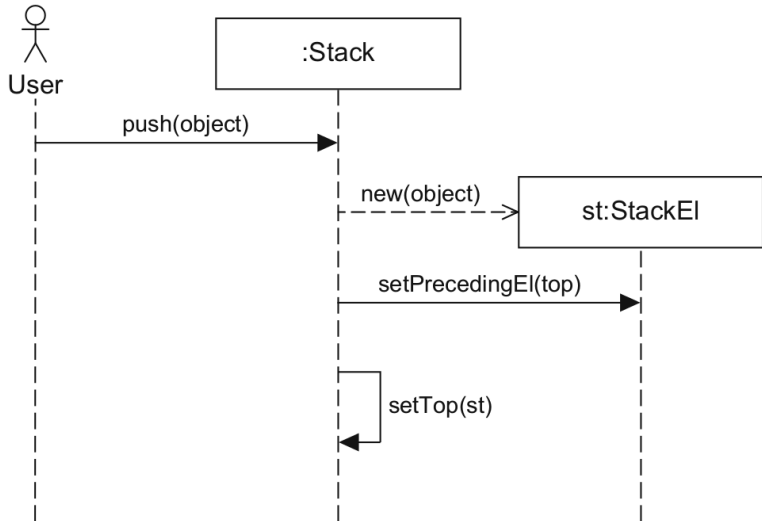 User
:Stack
push(object)
new(object)
st:StackEl
setPrecedingEl(top)
setTop(st)